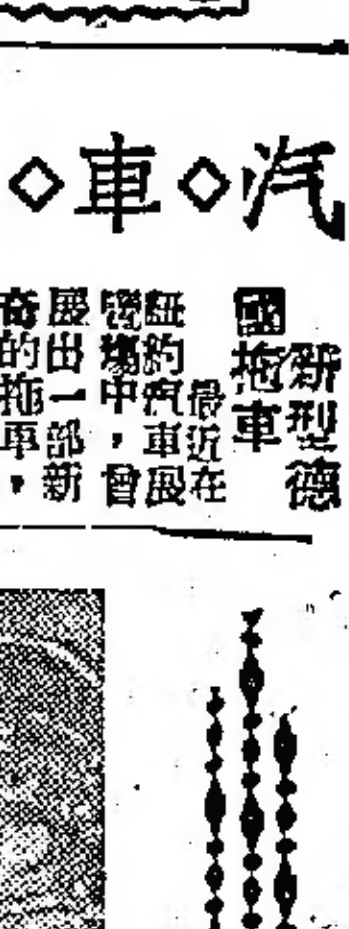 汽◇車◇
新型德
國拖車
最近在
紐約汽車展
覽場中，曾
展出一部新
奇的拖車，